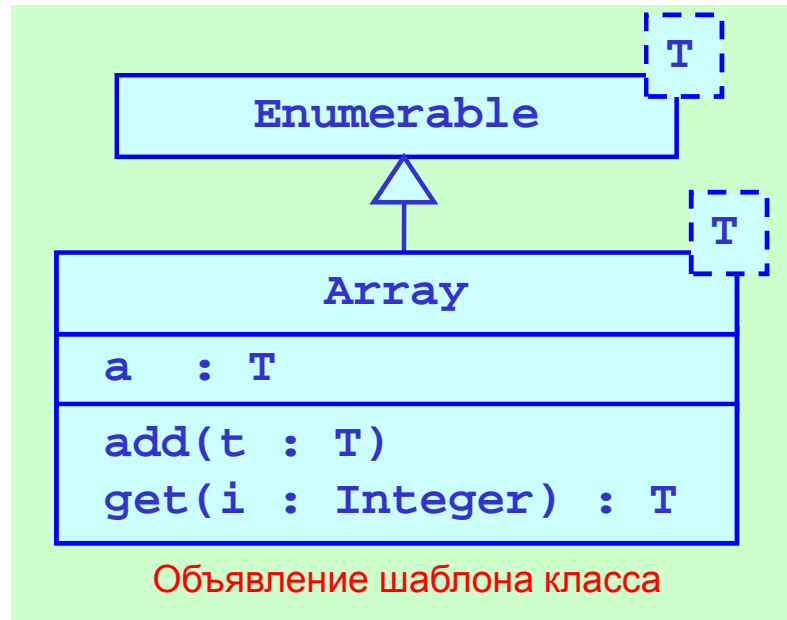 T
Enumerable
T
Array
a : T
add(t : T)
get(i : Integer) : T
Объявление шаблона класса